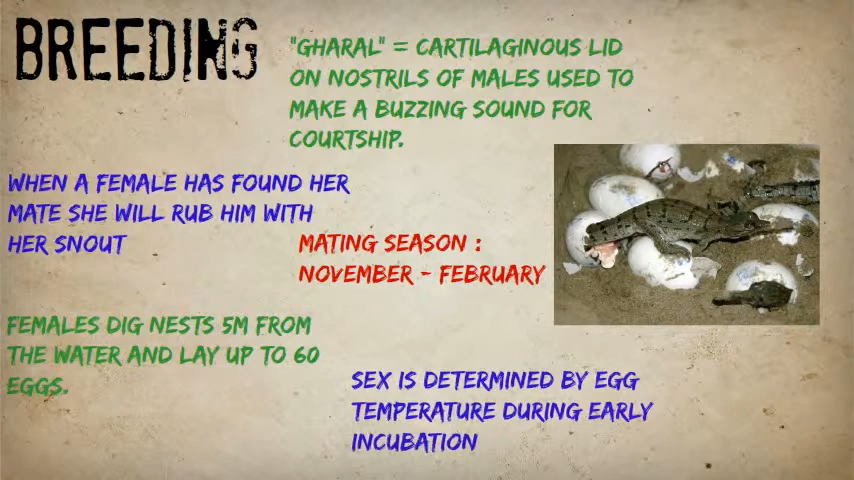 BREEDING
"GHARAL" = CARTILAGINOUS LID
ON NOSTRILS OF MALES USED TO
MAKE A BUZZING SOUND FOR
COURTSHIP.
WHEN A FEMALE HAS FOUND HER
MATE SHE WILL RUB HIM WITH
HER SNOUT
MATING SEASON :
NOVEMBER - FEBRUARY
FEMALES DIG NESTS 5M FROM
THE WATER AND LAY UP TO 60
EGGS.
SEX IS DETERMINED BY EGG
TEMPERATURE DURING EARLY
INCUBATION